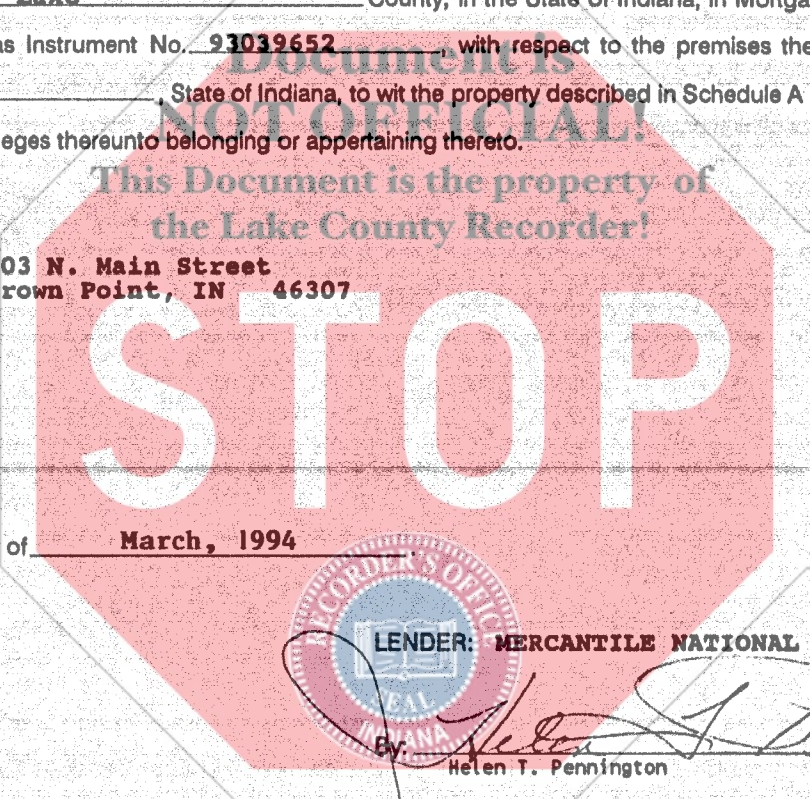 County, in the State of Indiana, in
as Instrument No. 93039652, with respect to the premises
Document is
State of Indiana, to wit the property described in Schedule A
NOT OFFICIAL!
eges thereunto belonging or appertaining thereto.
This Document is the property of
the Lake County Recorder!
03 N. Main Street
rown Point, IN 46307
STOP
of March, 1994
RECORDER'S OFFICE
LENDER: MERCANTILE NATIONAL
SEAL
INDIANA
By:
Helen T. Pennington